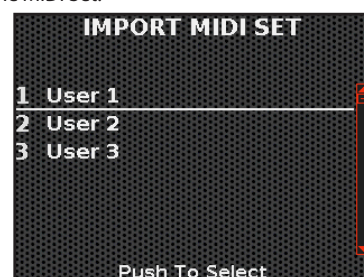 IMPORT MIDI SET
1 User 1
2 User 2
3 User 3
Push To Select